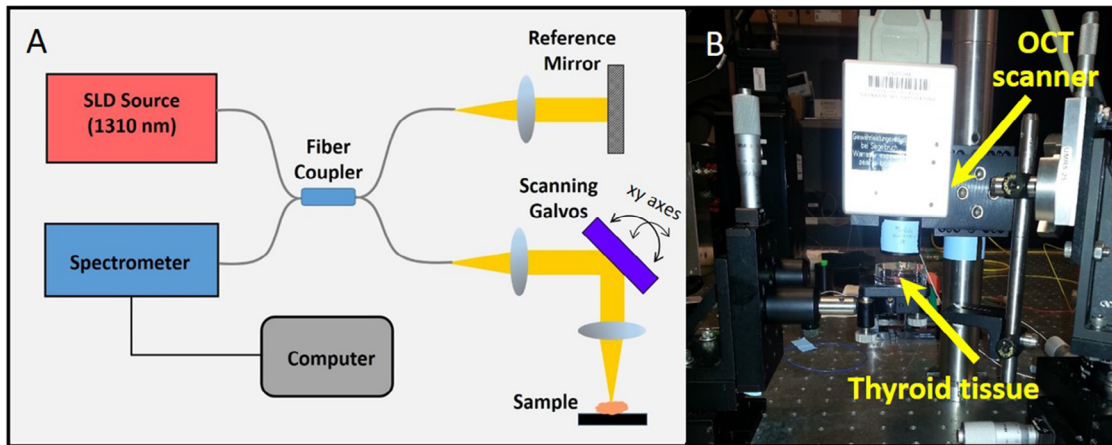 A
SLD Source
(1310 nm)
Fiber
Coupler
Spectrometer
Computer
Reference
Mirror
Scanning
Galvos
xy axes
Sample
B
OCT
scanner
Thyroid tissue